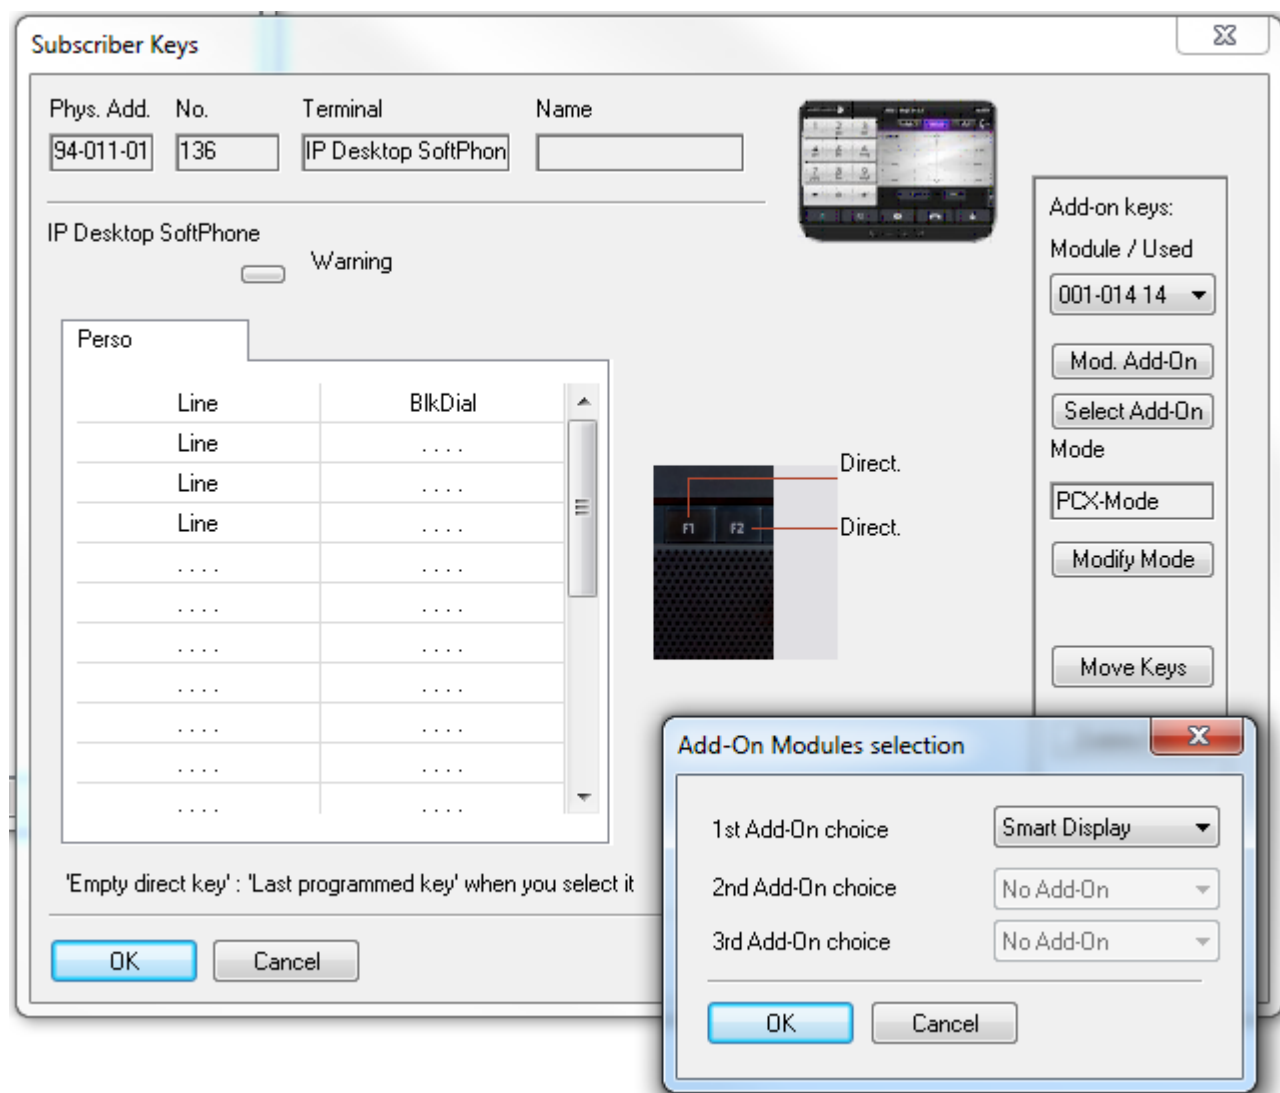 Subscriber Keys
Phys. Add. No. Terminal Name
94-011-01 136 IP Desktop SoftPhon
IP Desktop SoftPhone
Warning
Add-on keys:
Module / Used
001-014 14
Mod. Add-On
Select Add-On
Mode
PCX-Mode
Modify Mode
Move Keys
Perso
Line BlkDial
Line . . . .
Line . . . .
Line . . . .
. . . . . . . .
. . . . . . . .
. . . . . . . .
. . . . . . . .
. . . . . . . .
. . . . . . . .
. . . . . . . .
F1 F2
Direct.
Direct.
'Empty direct key' : 'Last programmed key' when you select it
OK Cancel
Add-On Modules selection
1st Add-On choice Smart Display
2nd Add-On choice No Add-On
3rd Add-On choice No Add-On
OK Cancel